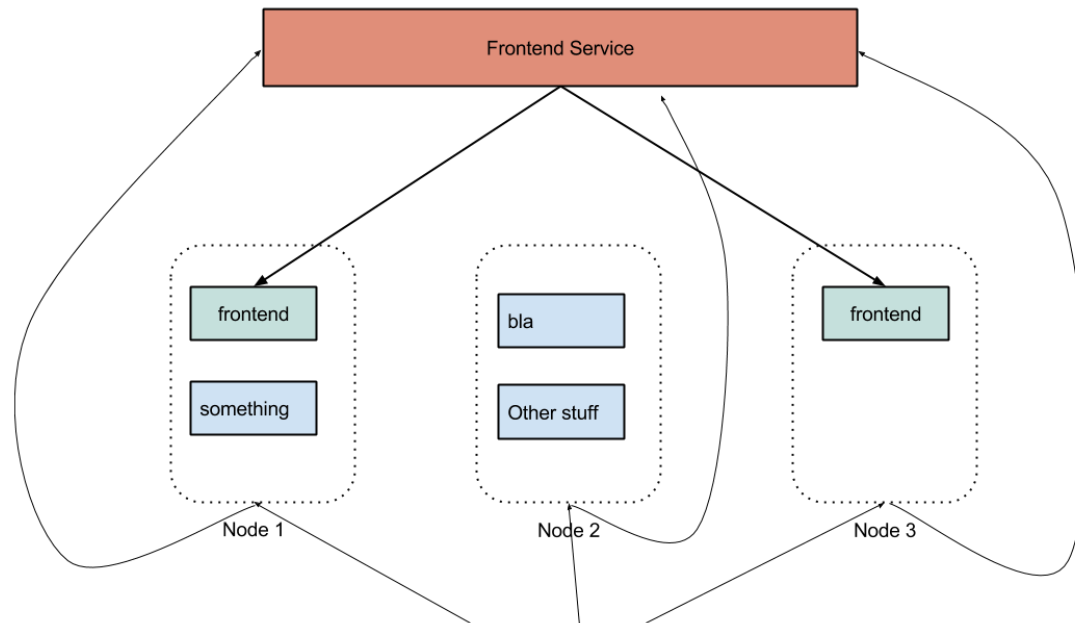 Frontend Service
frontend
bla
frontend
something
Other stuff
Node 1
Node 2
Node 3